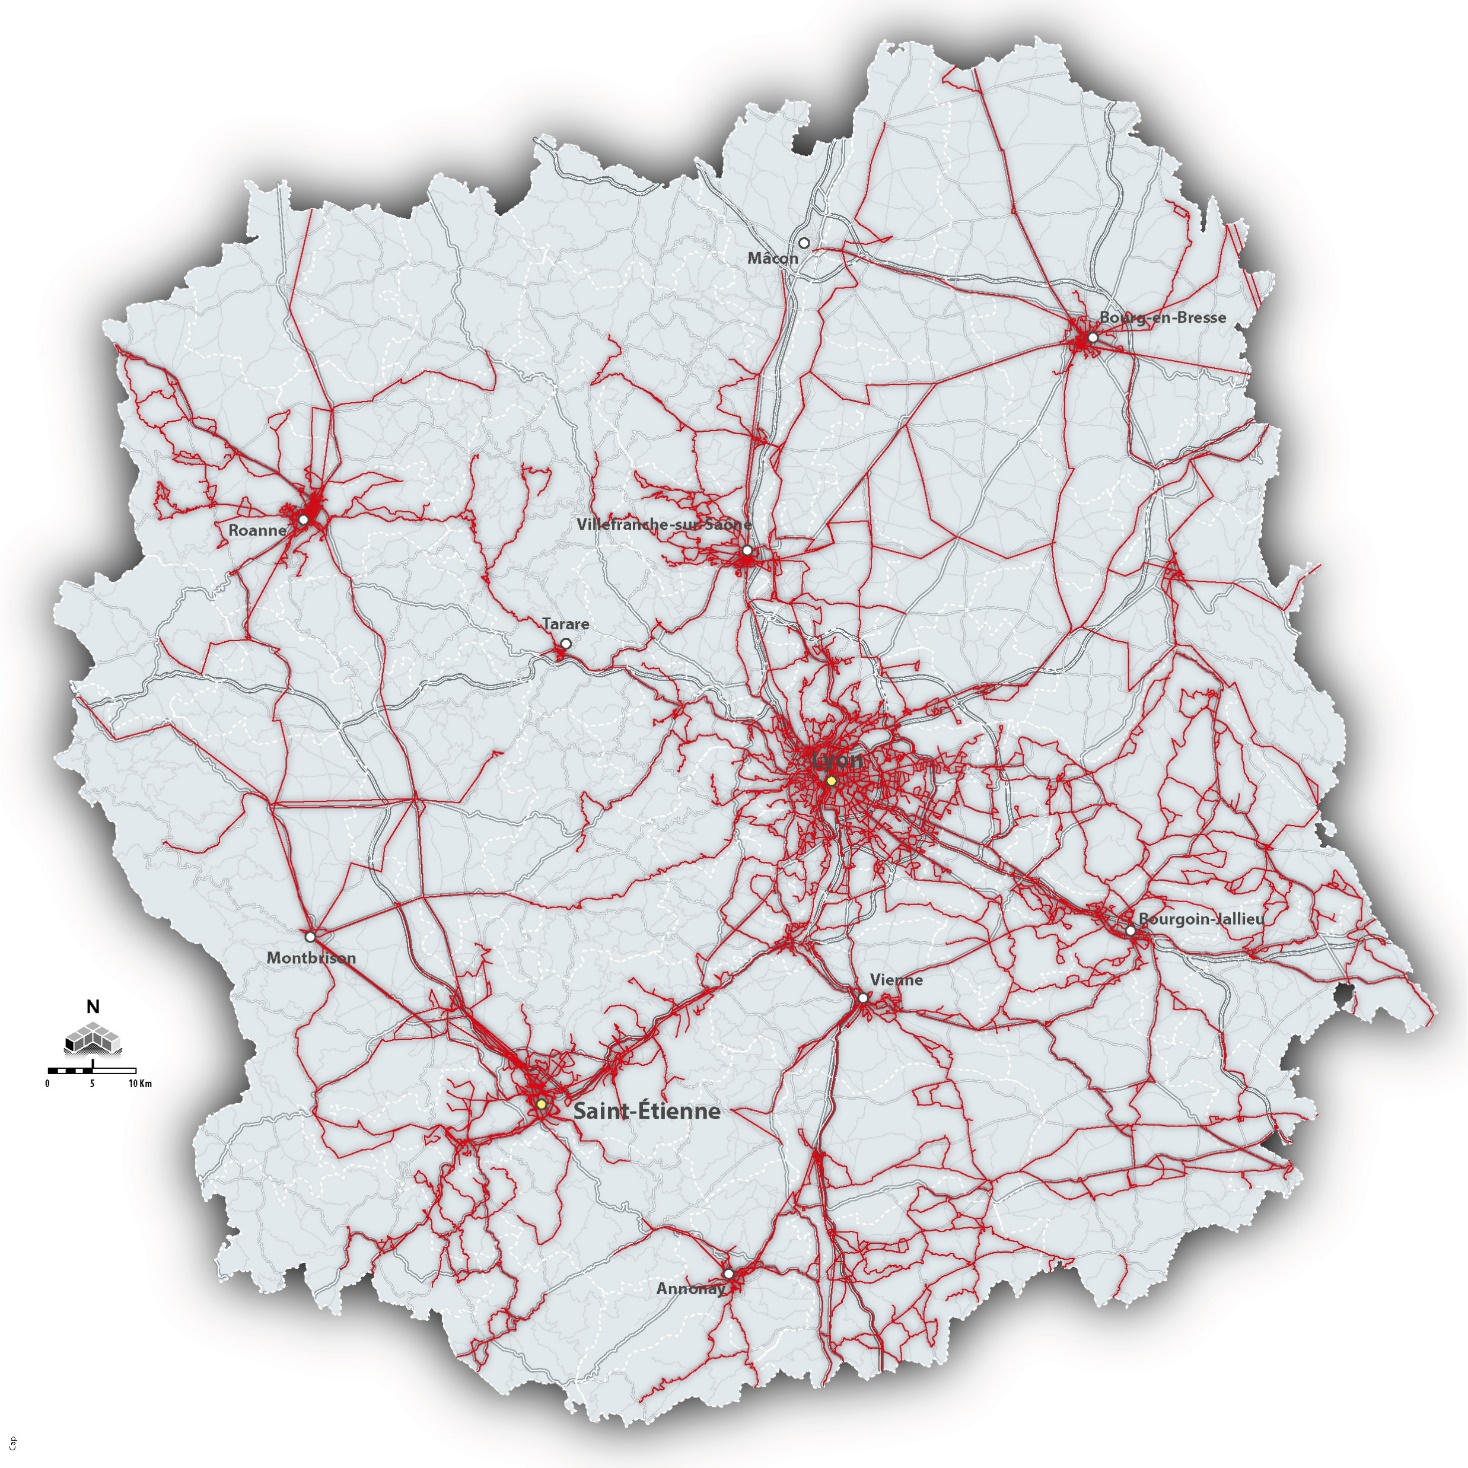 Mâcon
Bourg-en-Bresse
Roanne
Villefranche-sur-Saône
Tarare
Lyon
Bourgoin-Jallieu
Montbrison
Vienne
N
0 5 10 Km
Saint-Étienne
Annonay
Cap